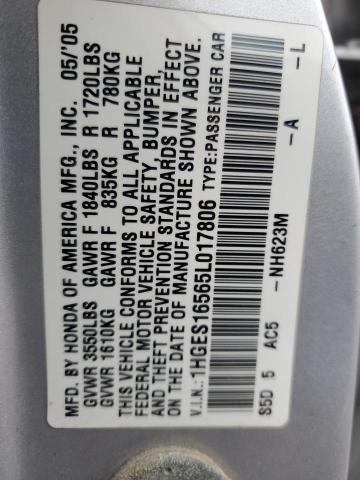 MFD. BY HONDA OF AMERICA MFG., INC. 05/'05
GVWR 3550LBS GAWR F 1840LBS R 1720LBS
GVWR 1610KG GAWR F 835KG R 780KG
THIS VEHICLE CONFORMS TO ALL APPLICABLE
FEDERAL MOTOR VEHICLE SAFETY, BUMPER,
AND THEFT PREVENTION STANDARDS IN EFFECT
ON THE DATE OF MANUFACTURE SHOWN ABOVE.
V.I.N.: 1HGES16565L017806 TYPE:PASSENGER CAR
S5D 5 AC5 -NH623M -A -L